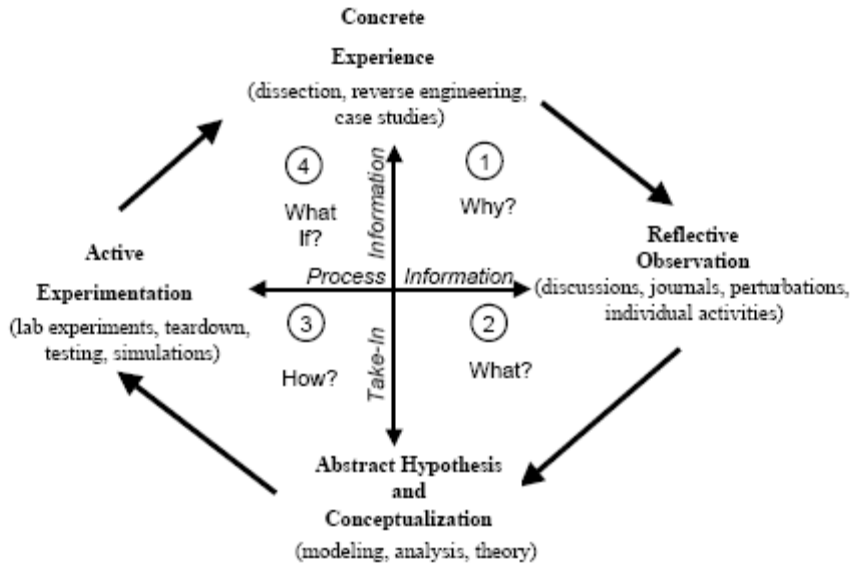 Concrete
Experience
(dissection, reverse engineering,
case studies)
4
What
If?
Information
1
Why?
Reflective
Observation
(discussions, journals, perturbations,
individual activities)
Active
Experimentation
(lab experiments, teardown,
testing, simulations)
Process Information
3
How?
Take-In
2
What?
Abstract Hypothesis
and
Conceptualization
(modeling, analysis, theory)